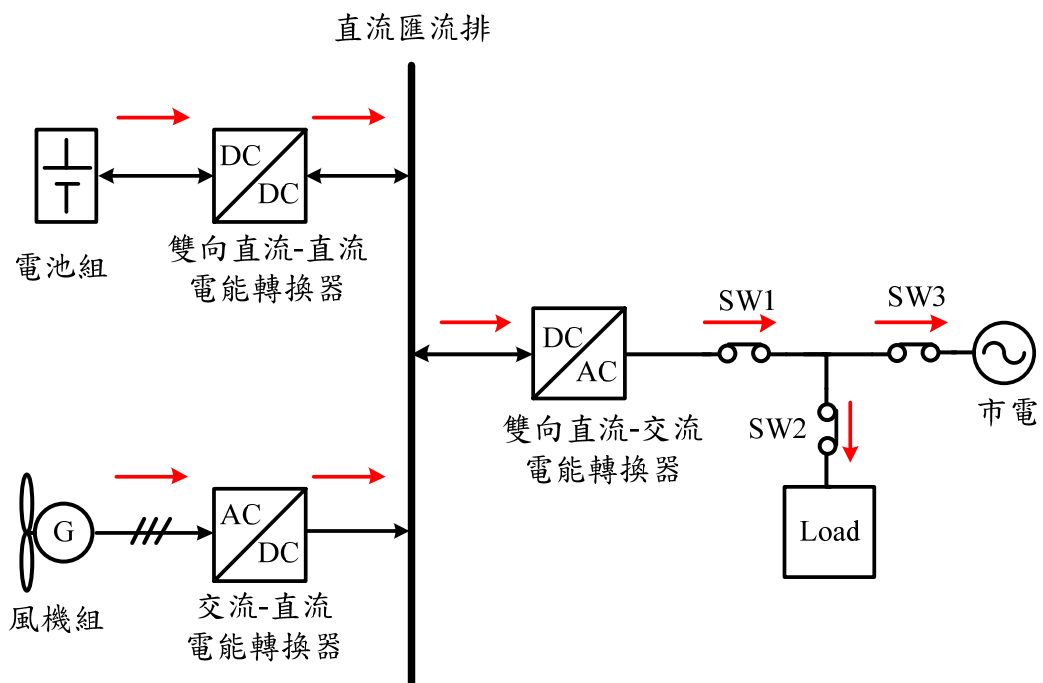 直流匯流排
DC
DC
雙向直流-直流
電能轉換器
電池組
SW1
SW3
DC
AC
市電
雙向直流-交流
電能轉換器
SW2
Load
G
AC
DC
風機組
交流-直流
電能轉換器